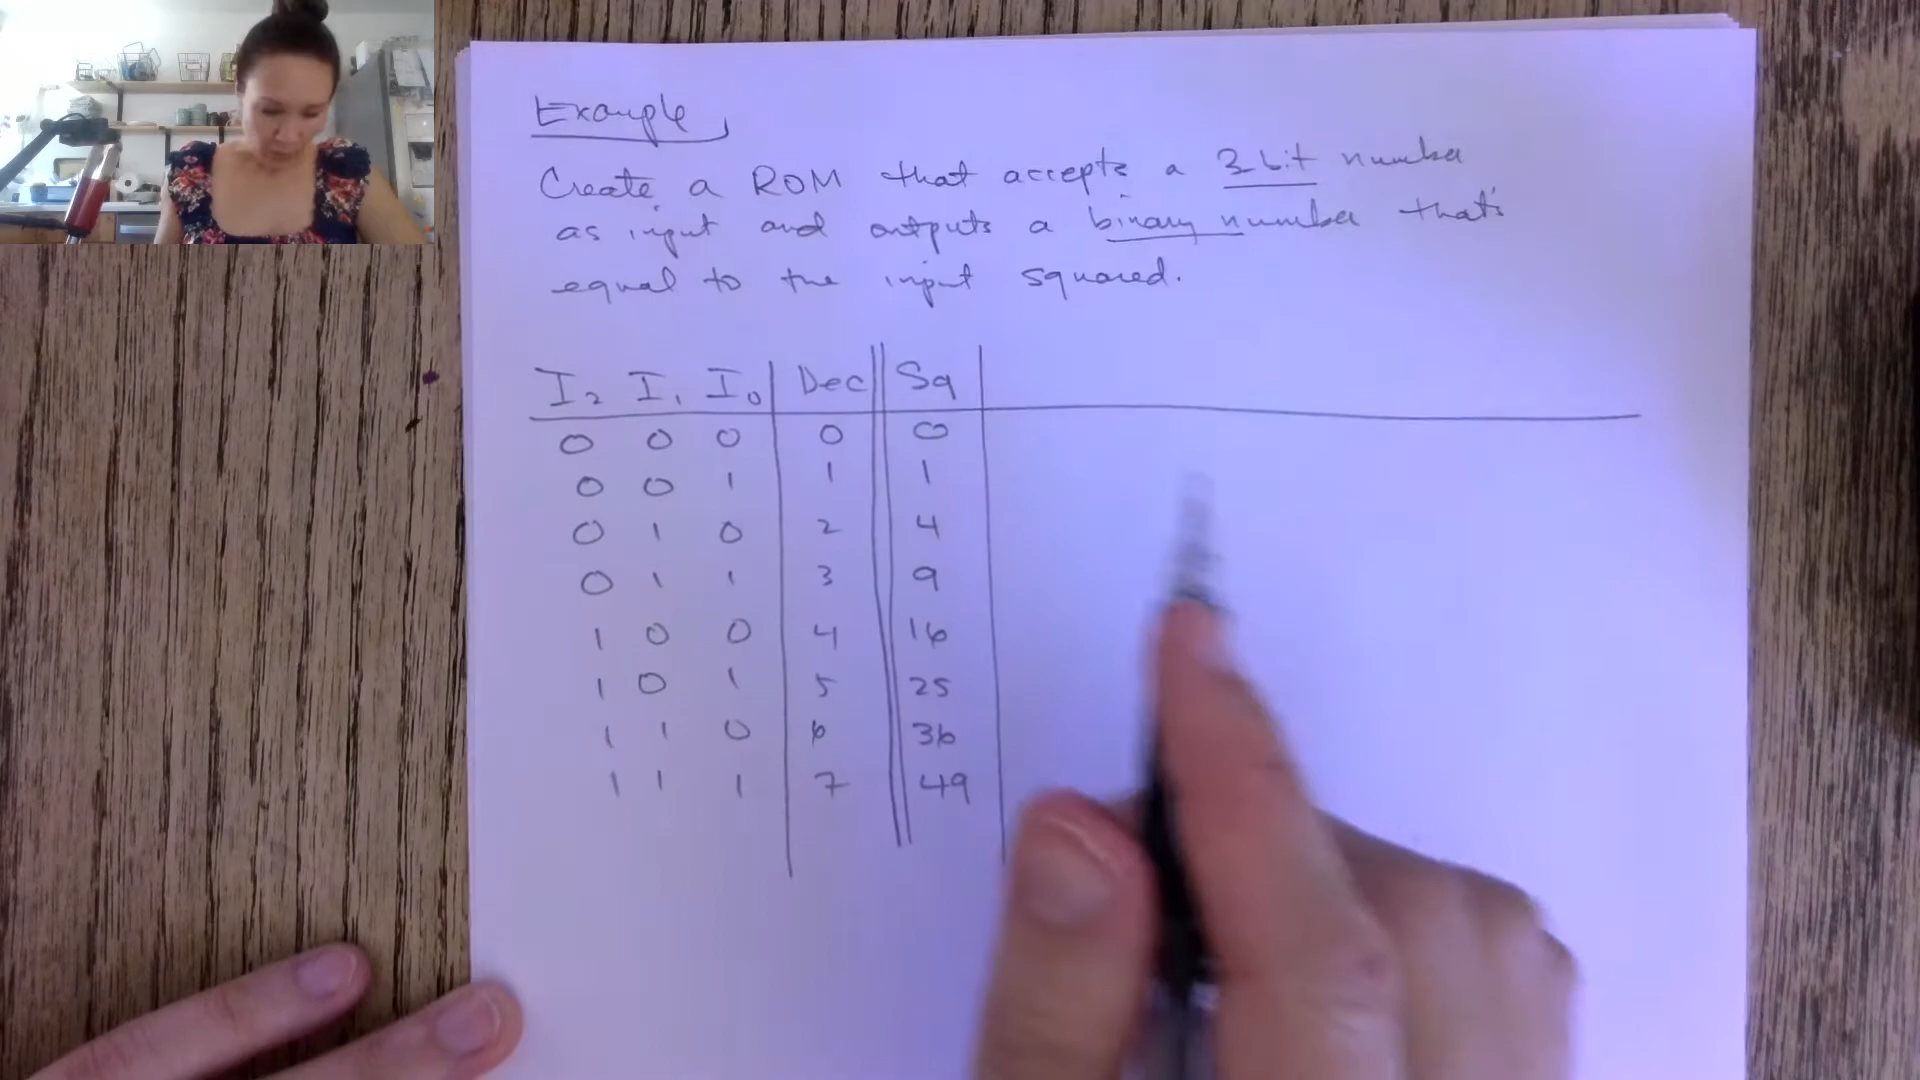 Example
Create a ROM that accepts a 3 bit number
as input and outputs a binary number that's
equal to the input squared.
I₂ I₁ I₀ Dec Sq
0 0 0 0 0
0 0 1 1 1
0 1 0 2 4
0 1 1 3 9
1 0 0 4 16
1 0 1 5 25
1 1 0 6 36
1 1 1 7 49